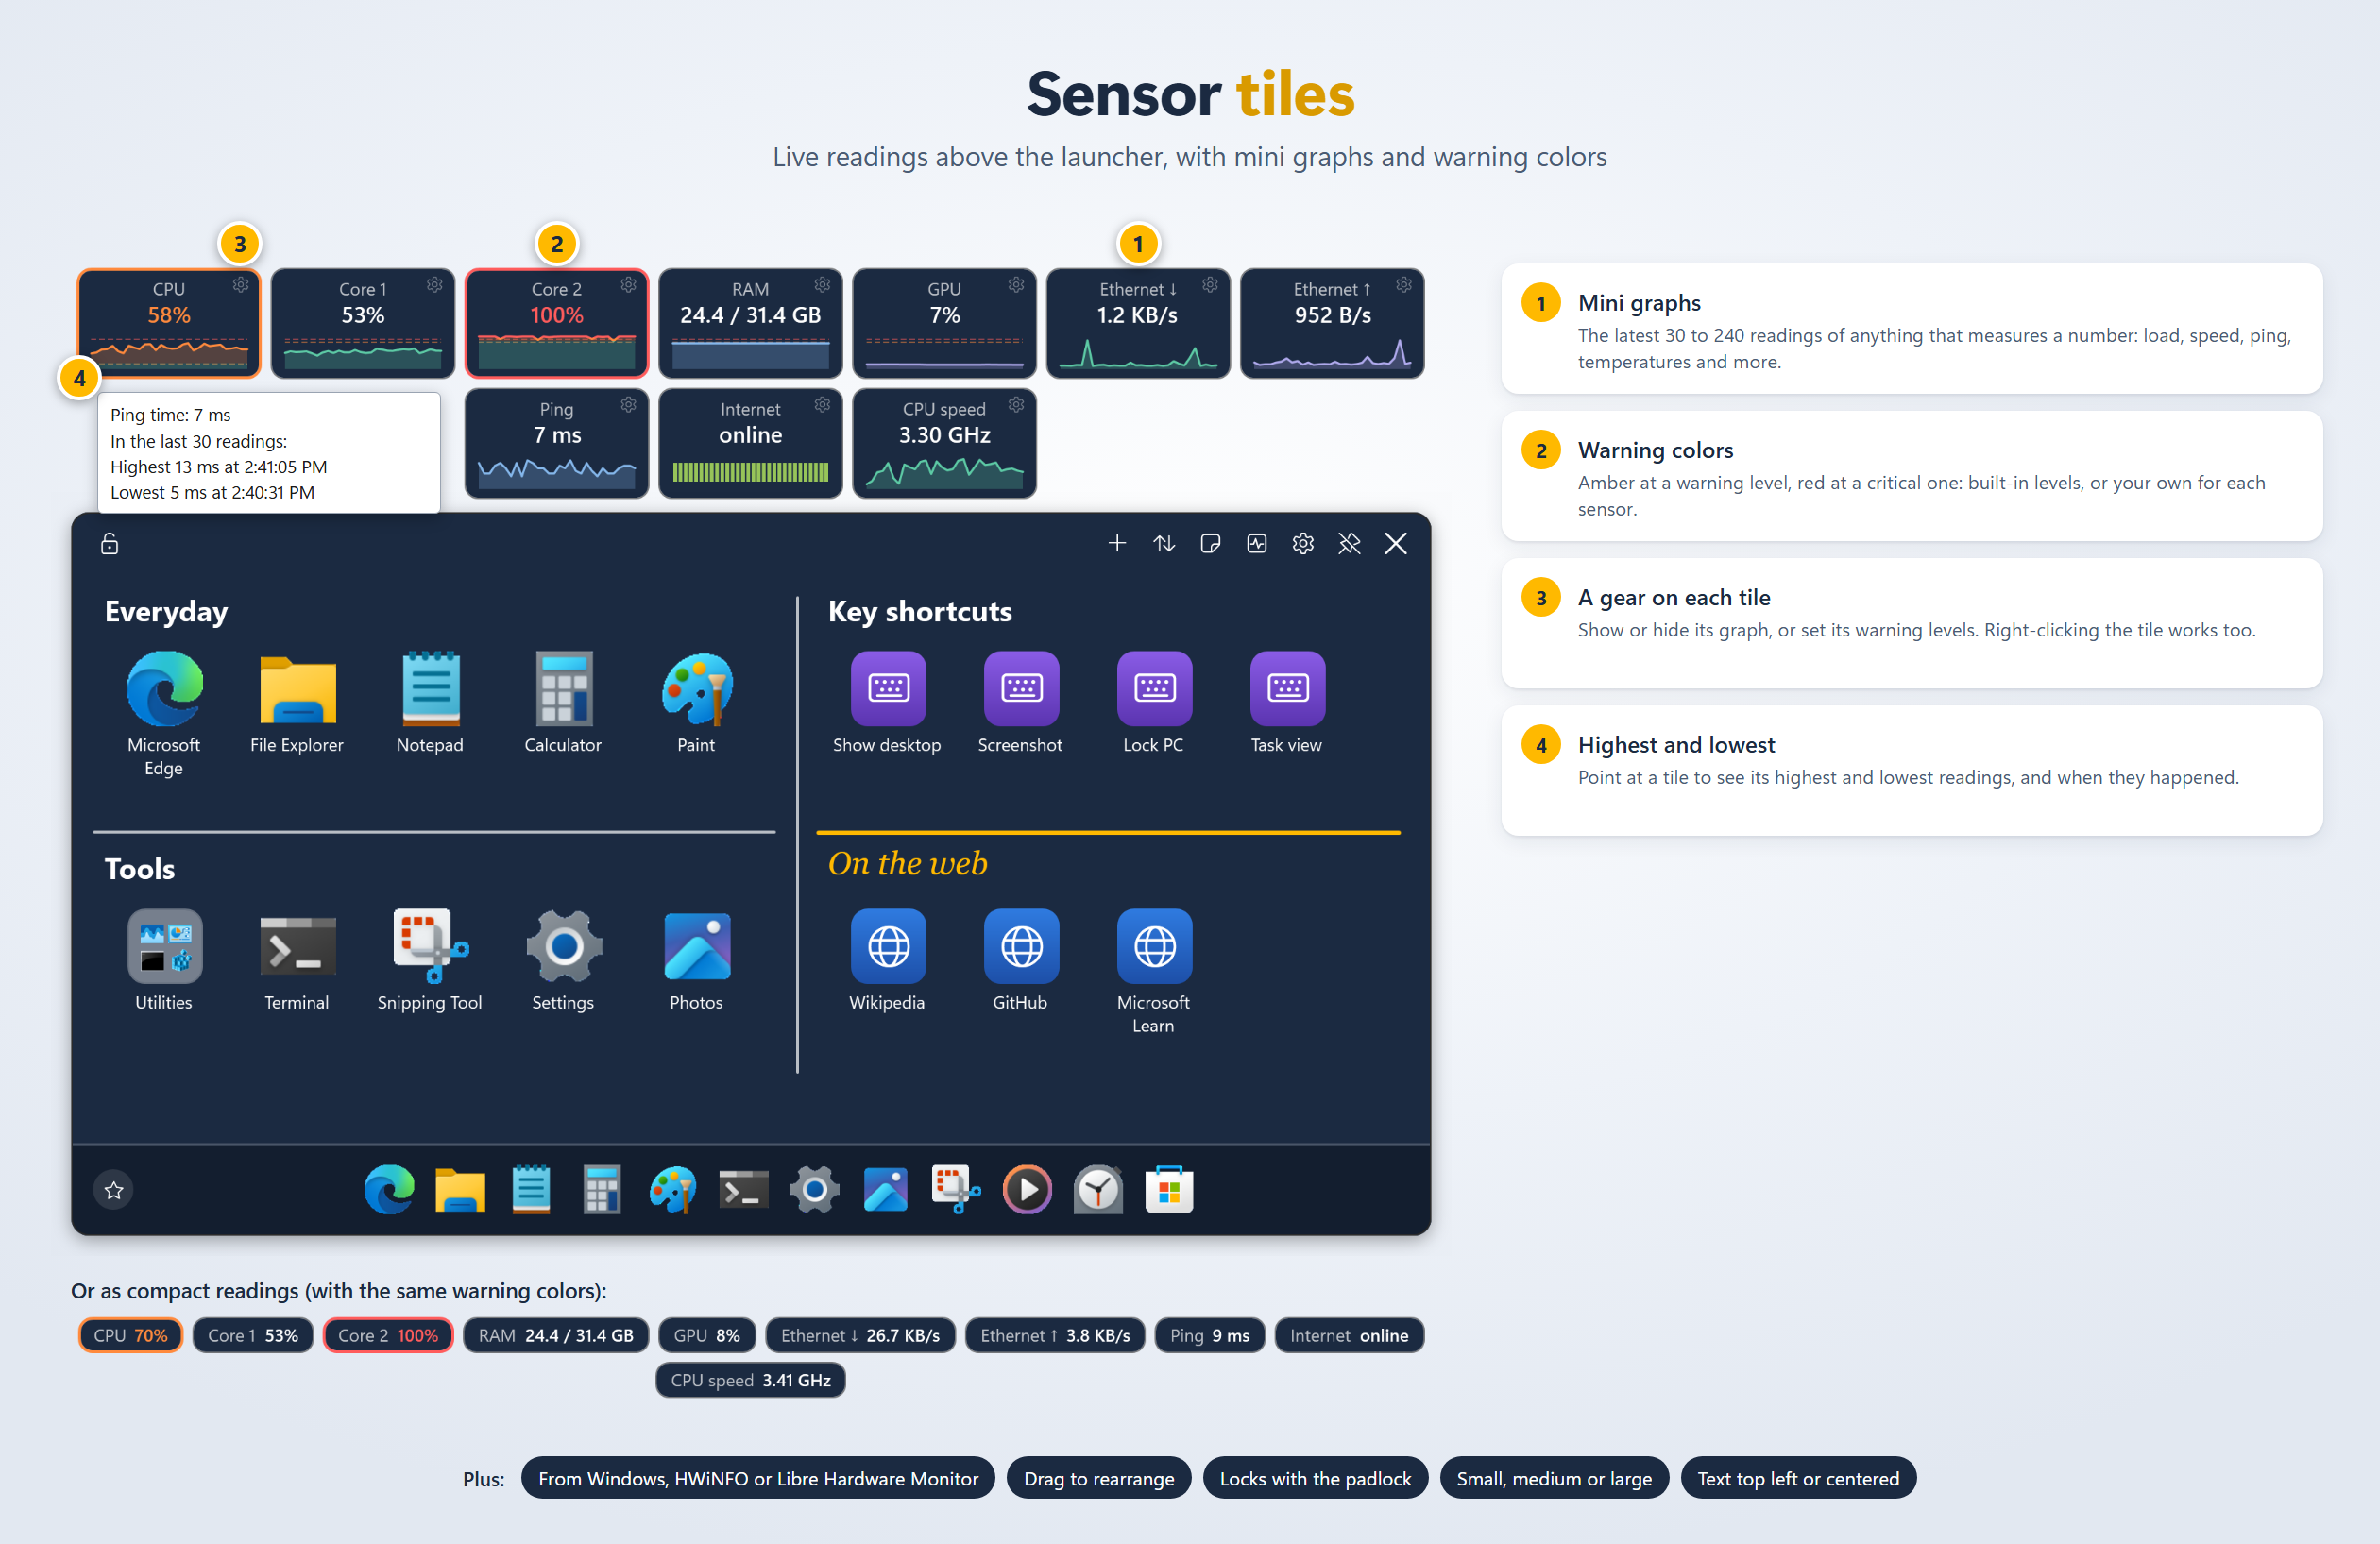 Sensor tiles
Live readings above the launcher, with mini graphs and warning colors
3
2
1
CPU
58%
Core 1
53%
Core 2
100%
RAM
24.4 / 31.4 GB
GPU
7%
Ethernet ↓
1.2 KB/s
Ethernet ↑
952 B/s
4
Ping time: 7 ms
In the last 30 readings:
Highest 13 ms at 2:41:05 PM
Lowest 5 ms at 2:40:31 PM
Ping
7 ms
Internet
online
CPU speed
3.30 GHz
Everyday
Microsoft
Edge
File Explorer
Notepad
Calculator
Paint
Key shortcuts
Show desktop
Screenshot
Lock PC
Task view
Tools
Utilities
Terminal
Snipping Tool
Settings
Photos
On the web
Wikipedia
GitHub
Microsoft
Learn
1
Mini graphs
The latest 30 to 240 readings of anything that measures a number: load, speed, ping,
temperatures and more.
2
Warning colors
Amber at a warning level, red at a critical one: built-in levels, or your own for each
sensor.
3
A gear on each tile
Show or hide its graph, or set its warning levels. Right-clicking the tile works too.
4
Highest and lowest
Point at a tile to see its highest and lowest readings, and when they happened.
Or as compact readings (with the same warning colors):
CPU 70%
Core 1 53%
Core 2 100%
RAM 24.4 / 31.4 GB
GPU 8%
Ethernet ↓ 26.7 KB/s
Ethernet ↑ 3.8 KB/s
Ping 9 ms
Internet online
CPU speed 3.41 GHz
Plus:
From Windows, HWiNFO or Libre Hardware Monitor
Drag to rearrange
Locks with the padlock
Small, medium or large
Text top left or centered